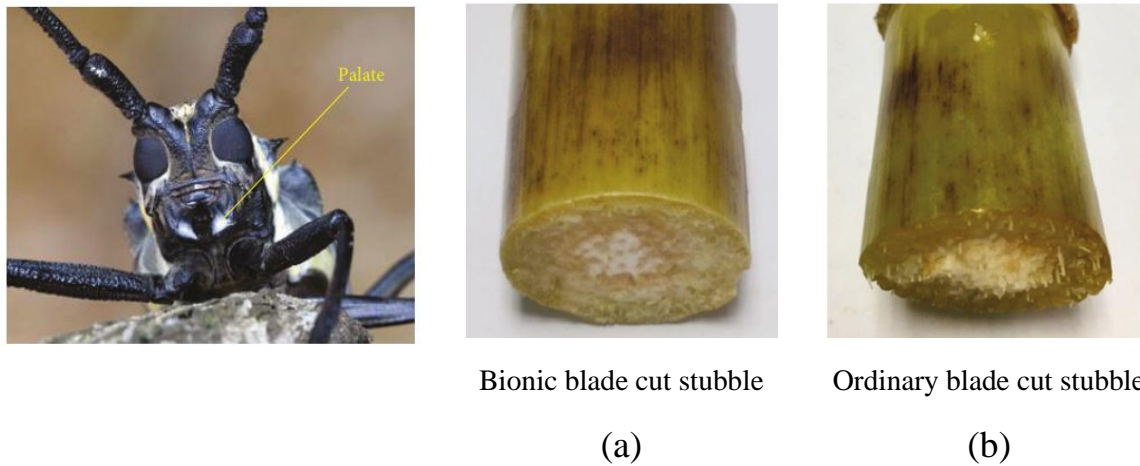 Palate
Bionic blade cut stubble
Ordinary blade cut stubble
(a)
(b)